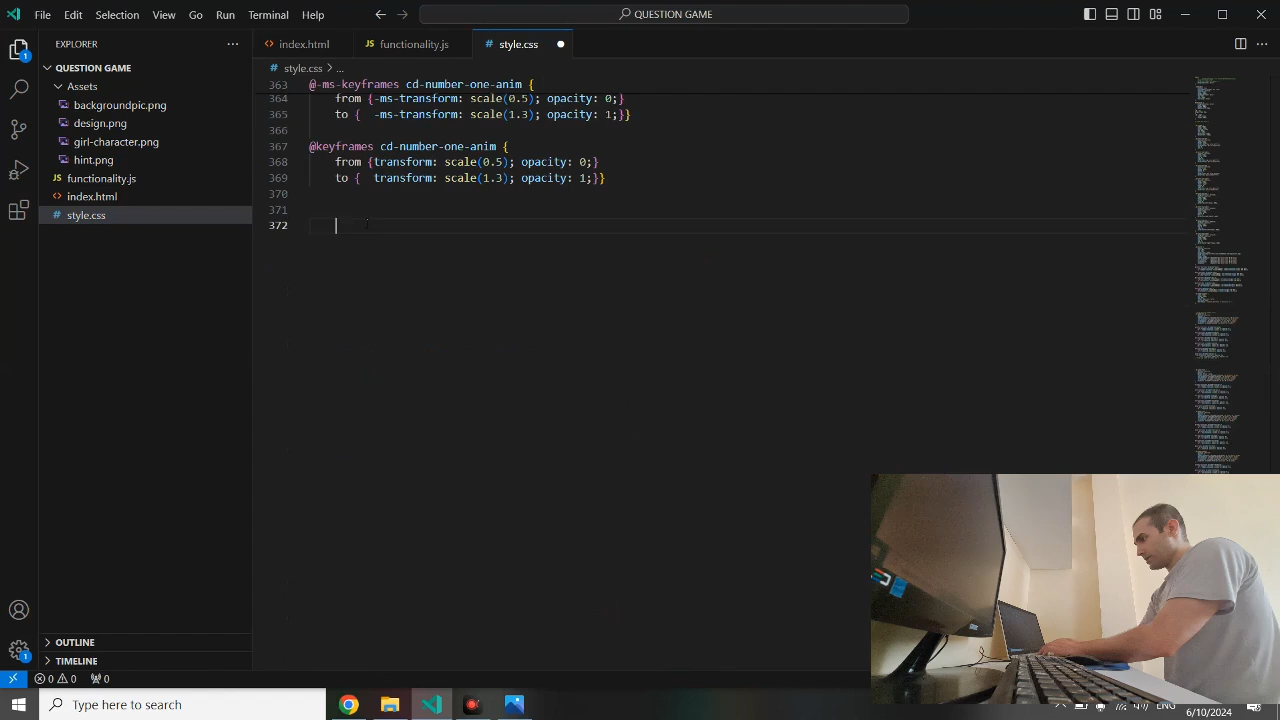 File Edit Selection View Go Run Terminal Help
QUESTION GAME
EXPLORER
QUESTION GAME
Assets
backgroundpic.png
design.png
girl-character.png
hint.png
JS functionality.js
<> index.html
# style.css
OUTLINE
TIMELINE
<> index.html
JS functionality.js
# style.css
# style.css > ...
363 @-ms-keyframes cd-number-one-anim {
364 from {-ms-transform: scale(0.5); opacity: 0;}
365 to { -ms-transform: scale(1.3); opacity: 1;}}
366
367 @keyframes cd-number-one-anim {
368 from {transform: scale(0.5); opacity: 0;}
369 to { transform: scale(1.3); opacity: 1;}}
370
371
372
1
1
0 0 0
Type here to search
ENG
6/10/2024